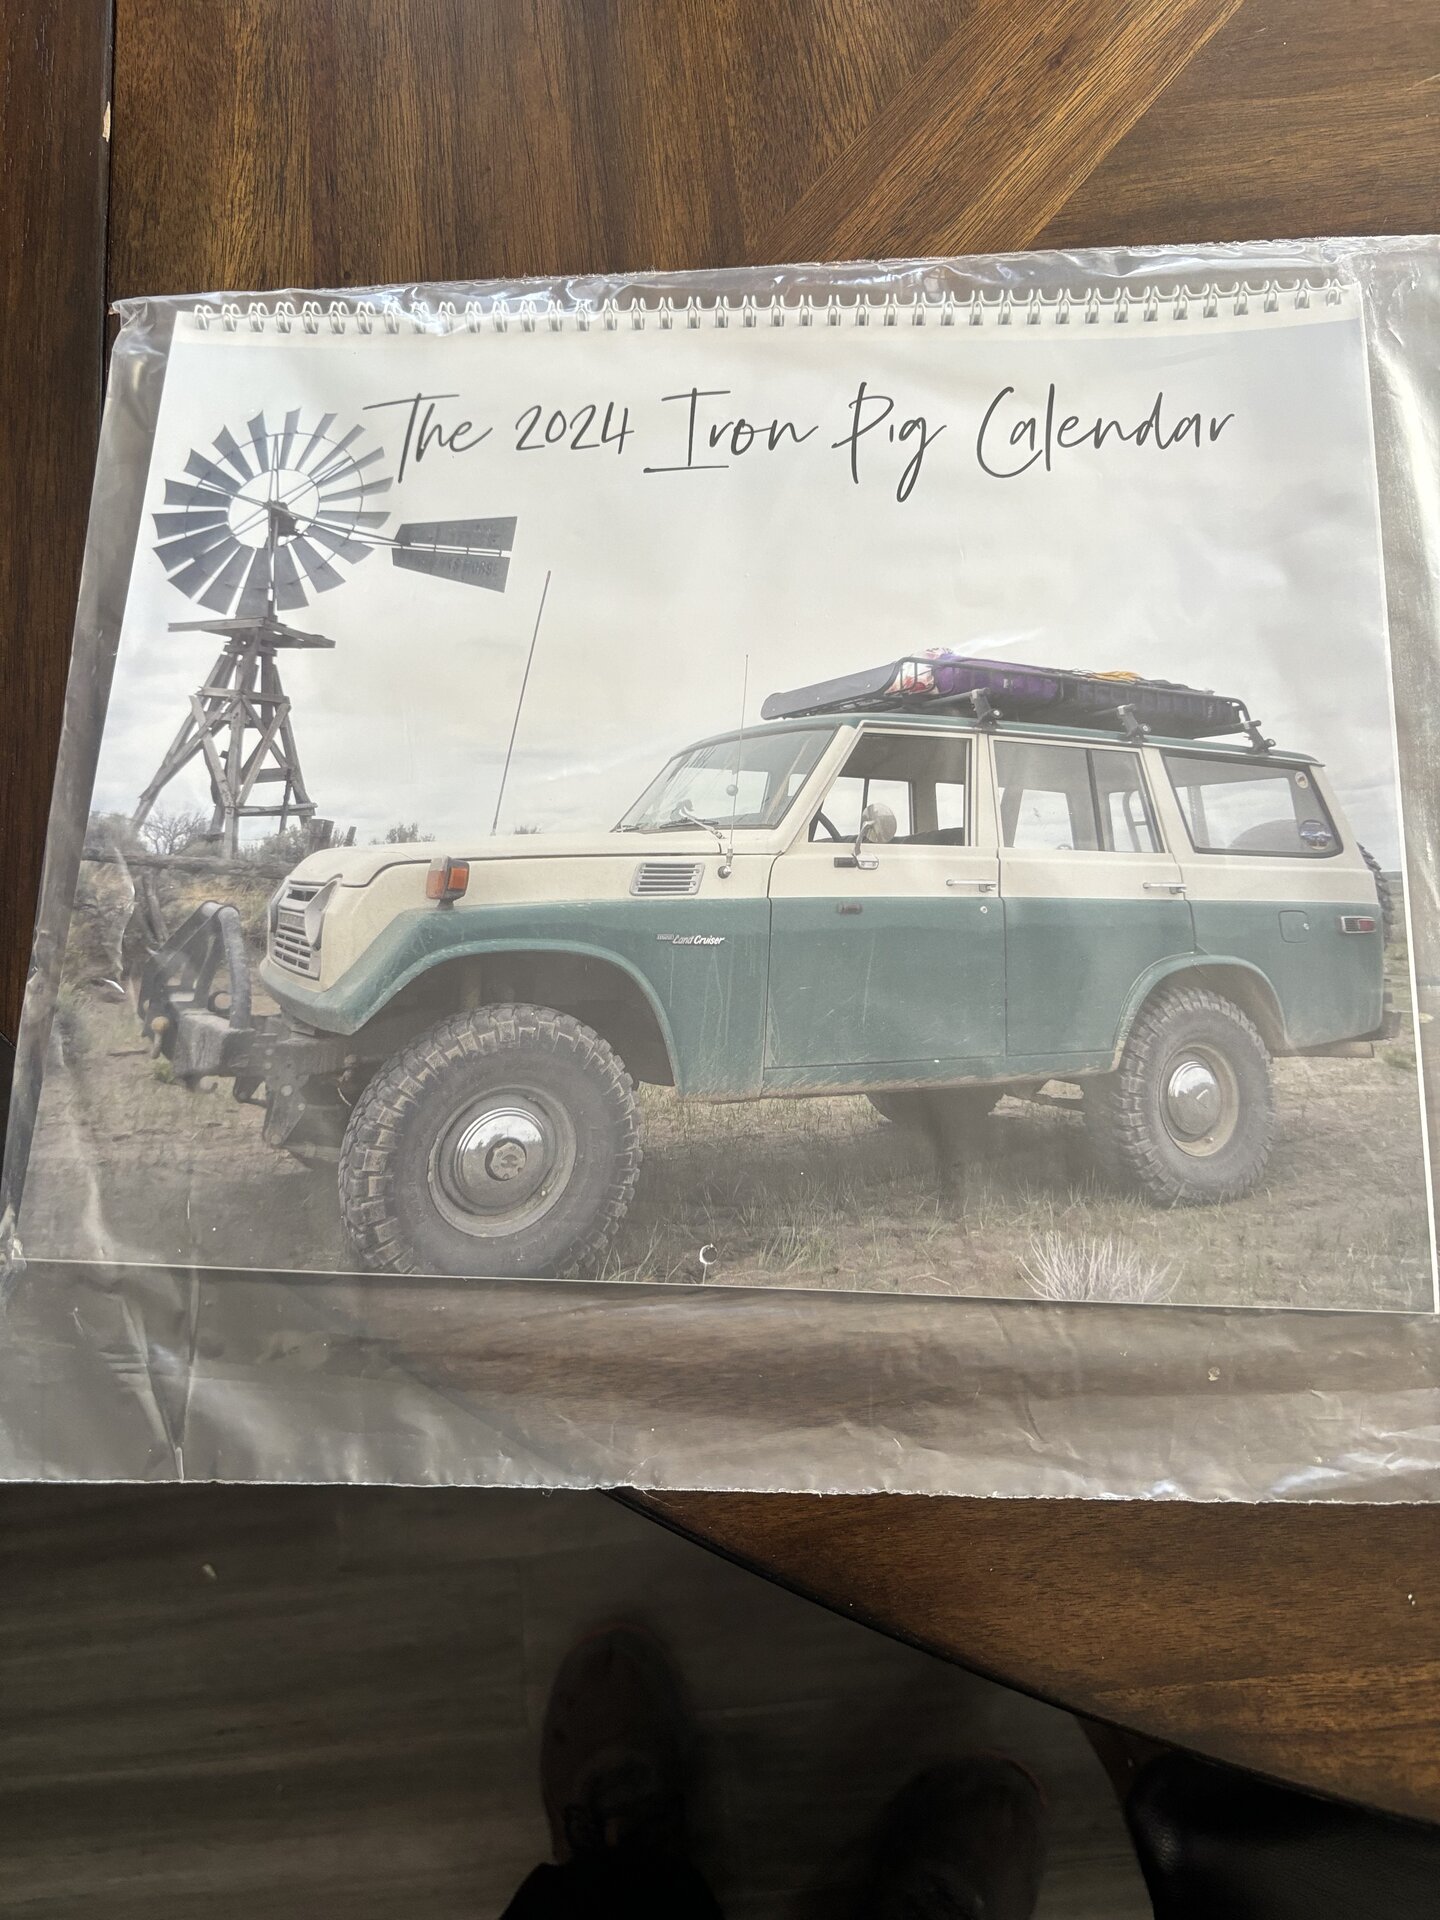 The 2024 Iron Pig Calendar
Land Cruiser